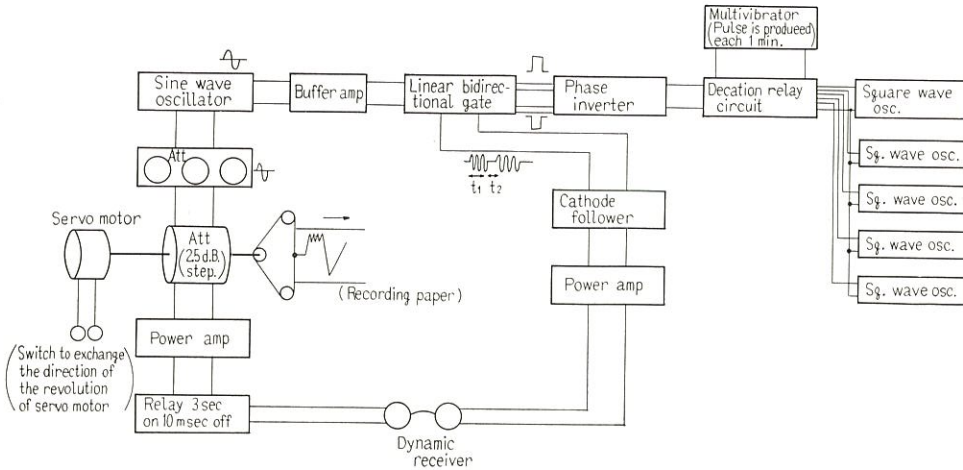 Multivibrator
(Pulse is produeed)
each 1 min.
Sine wave
oscillator
Buffer amp
Linear bidirec-
tional gate
Phase
inverter
Decation relay
circuit
Square wave
osc.
Sq. wave osc.
Sq. wave osc.
Sq. wave osc.
Sq. wave osc.
Att
t1 t2
Cathode
follower
Servo motor
Att
(25 d.B.)
step.
(Recording paper)
Power amp
Power amp
(Switch to exchange
the direction of
the revolution
of servo motor)
Relay 3 sec
on 10 msec off
Dynamic
receiver